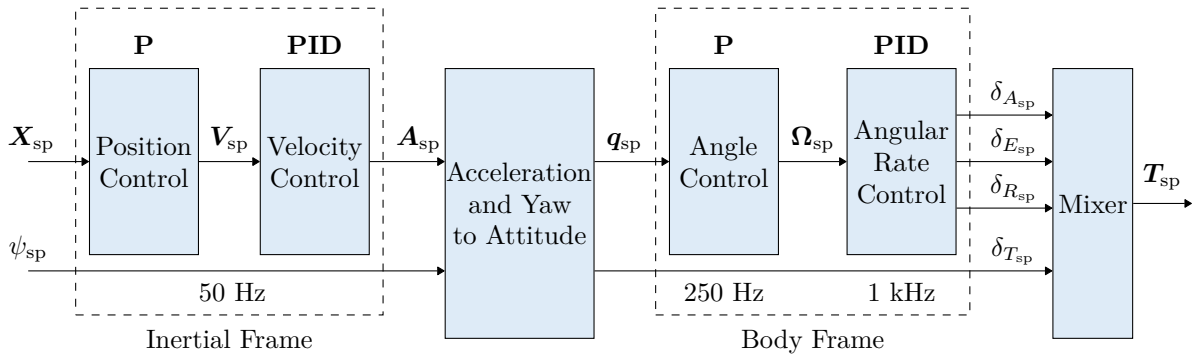 P
PID
P
PID
X_sp
Position
Control
V_sp
Velocity
Control
A_sp
Acceleration
and Yaw
to Attitude
q_sp
Angle
Control
Ω_sp
Angular
Rate
Control
δ_A_sp
δ_E_sp
δ_R_sp
δ_T_sp
Mixer
T_sp
ψ_sp
50 Hz
250 Hz
1 kHz
Inertial Frame
Body Frame